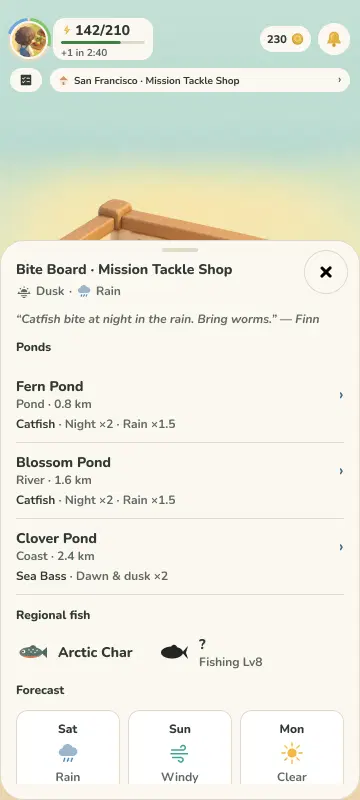 142/210
+1 in 2:40
230
San Francisco · Mission Tackle Shop ›
Bite Board · Mission Tackle Shop
Dusk · Rain
“Catfish bite at night in the rain. Bring worms.” — Finn
Ponds
Fern Pond
Pond · 0.8 km
Catfish · Night ×2 · Rain ×1.5
Blossom Pond
River · 1.6 km
Catfish · Night ×2 · Rain ×1.5
Clover Pond
Coast · 2.4 km
Sea Bass · Dawn & dusk ×2
Regional fish
Arctic Char
?
Fishing Lv8
Forecast
Sat
Rain
Sun
Windy
Mon
Clear